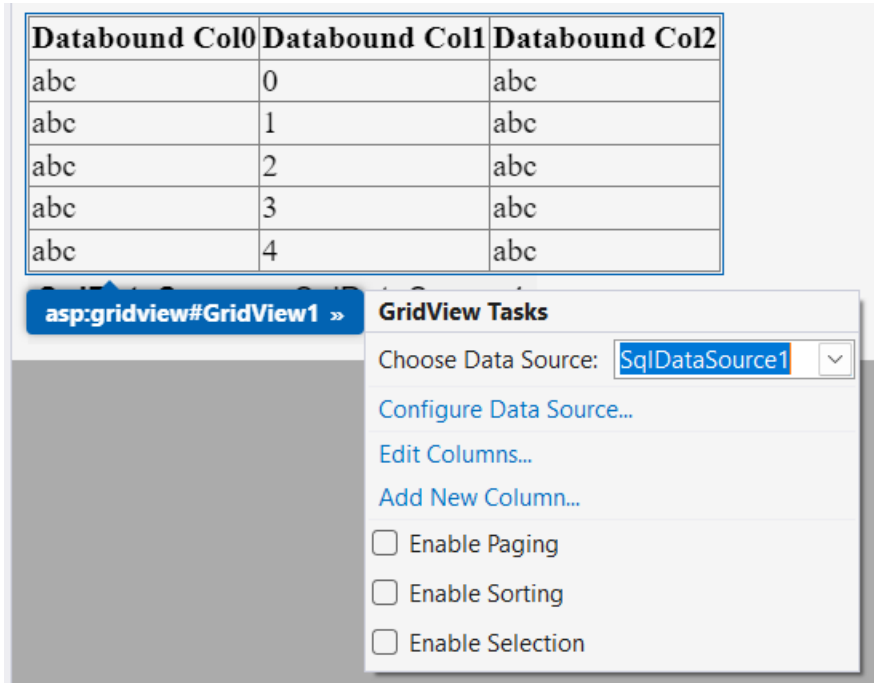 Databound Col0 Databound Col1 Databound Col2
abc 0 abc
abc 1 abc
abc 2 abc
abc 3 abc
abc 4 abc
asp:gridview#GridView1 »
GridView Tasks
Choose Data Source: SqlDataSource1
Configure Data Source...
Edit Columns...
Add New Column...
Enable Paging
Enable Sorting
Enable Selection